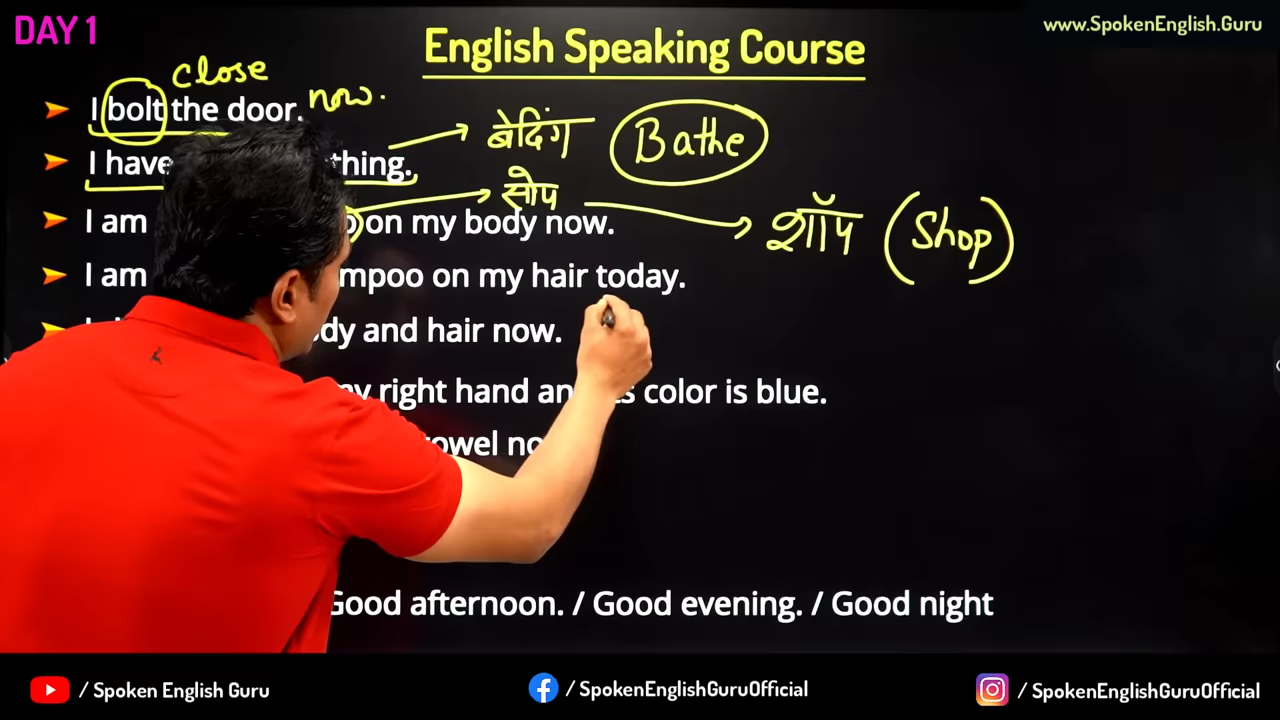 DAY 1
www.SpokenEnglish.Guru
English Speaking Course
close
➤ I bolt the door. now.
बेदिंग Bathe
➤ I have thing.
सोप
➤ I am on my body now.
शॉप (Shop)
➤ I am mpoo on my hair today.
dy and hair now.
right hand an s color is blue.
owel no
Good afternoon. / Good evening. / Good night
/ Spoken English Guru
/ SpokenEnglishGuruOfficial
/ SpokenEnglishGuruOfficial